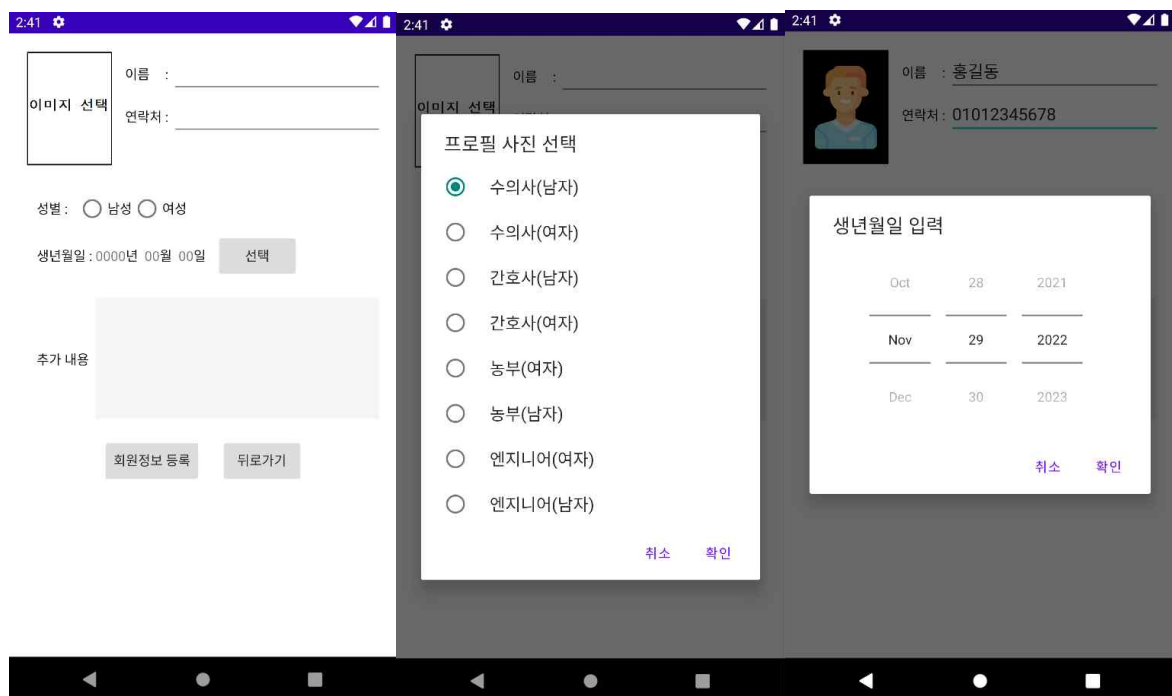 2:41
이미지 선택
이름 :
연락처 :
성별 : 남성 여성
생년월일 : 0000년 00월 00일 선택
추가 내용
회원정보 등록 뒤로가기
2:41
이름 :
이미지 선택
프로필 사진 선택
수의사(남자)
수의사(여자)
간호사(남자)
간호사(여자)
농부(여자)
농부(남자)
엔지니어(여자)
엔지니어(남자)
취소 확인
2:41
이름 : 홍길동
연락처 : 01012345678
생년월일 입력
Oct 28 2021
Nov 29 2022
Dec 30 2023
취소 확인